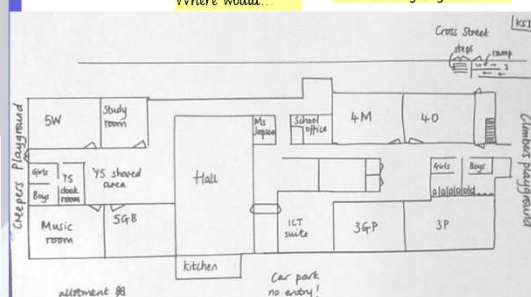 Where would...
KS2
Cross Street
steps
ramp
Creepers Playground
5W
Study room
Ms Jepson
School office
4M
40
Climbers playground
Girls
Boys
Y5 cloak room
Y5 shared area
Hall
Girls
Boys
Music room
5GB
ICT suite
3GP
3P
kitchen
allotment
Car park
no entry!